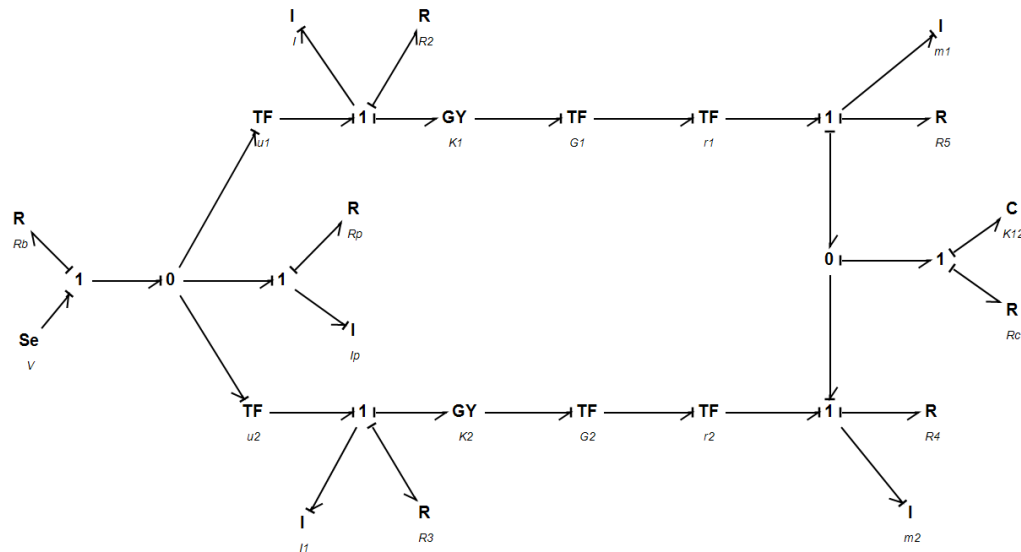 I
I
R
R2
I
m1
TF
u1
1
GY
K1
TF
G1
TF
r1
1
R
R5
R
Rb
R
Rp
C
K12
1
0
1
0
1
Se
V
I
Ip
R
Rc
TF
u2
1
GY
K2
TF
G2
TF
r2
1
R
R4
I
I1
R
R3
I
m2